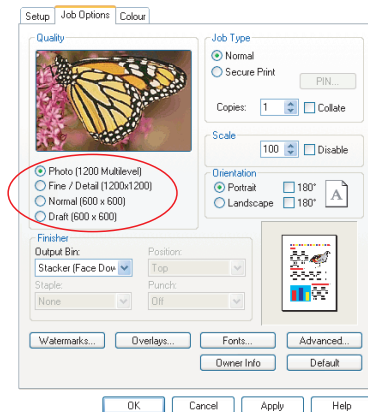 Setup Job Options Colour
Quality
Photo (1200 Multilevel)
Fine / Detail (1200x1200)
Normal (600 x 600)
Draft (600 x 600)
Job Type
Normal
Secure Print
PIN...
Copies: 1 Collate
Scale
100 Disable
Orientation
Portrait 180°
Landscape 180°
A
Finisher
Output Bin: Position:
Stacker (Face Dow Top
Staple: Punch:
None Off
Watermarks... Overlays... Fonts... Advanced...
Owner Info Default
OK Cancel Apply Help